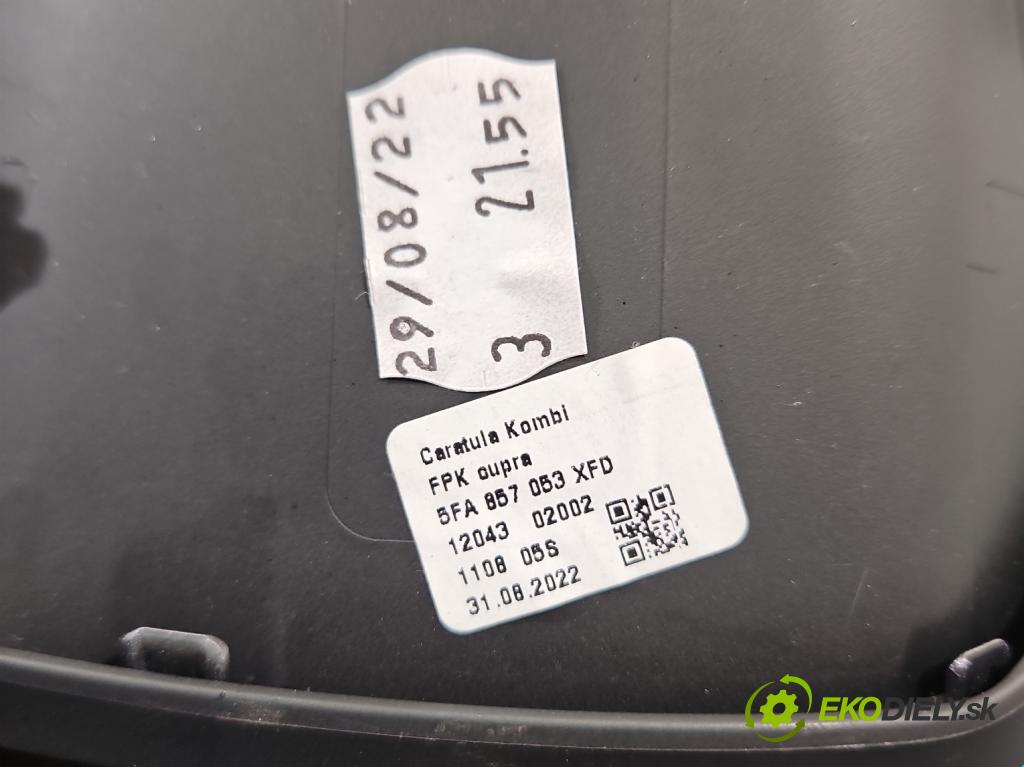 29/08/22
3 21.55
Caratula Kombi
FPK cupra
5FA 857 053 XFD
12043 02002
1108 05S
31.08.2022
EKODIELY.sk